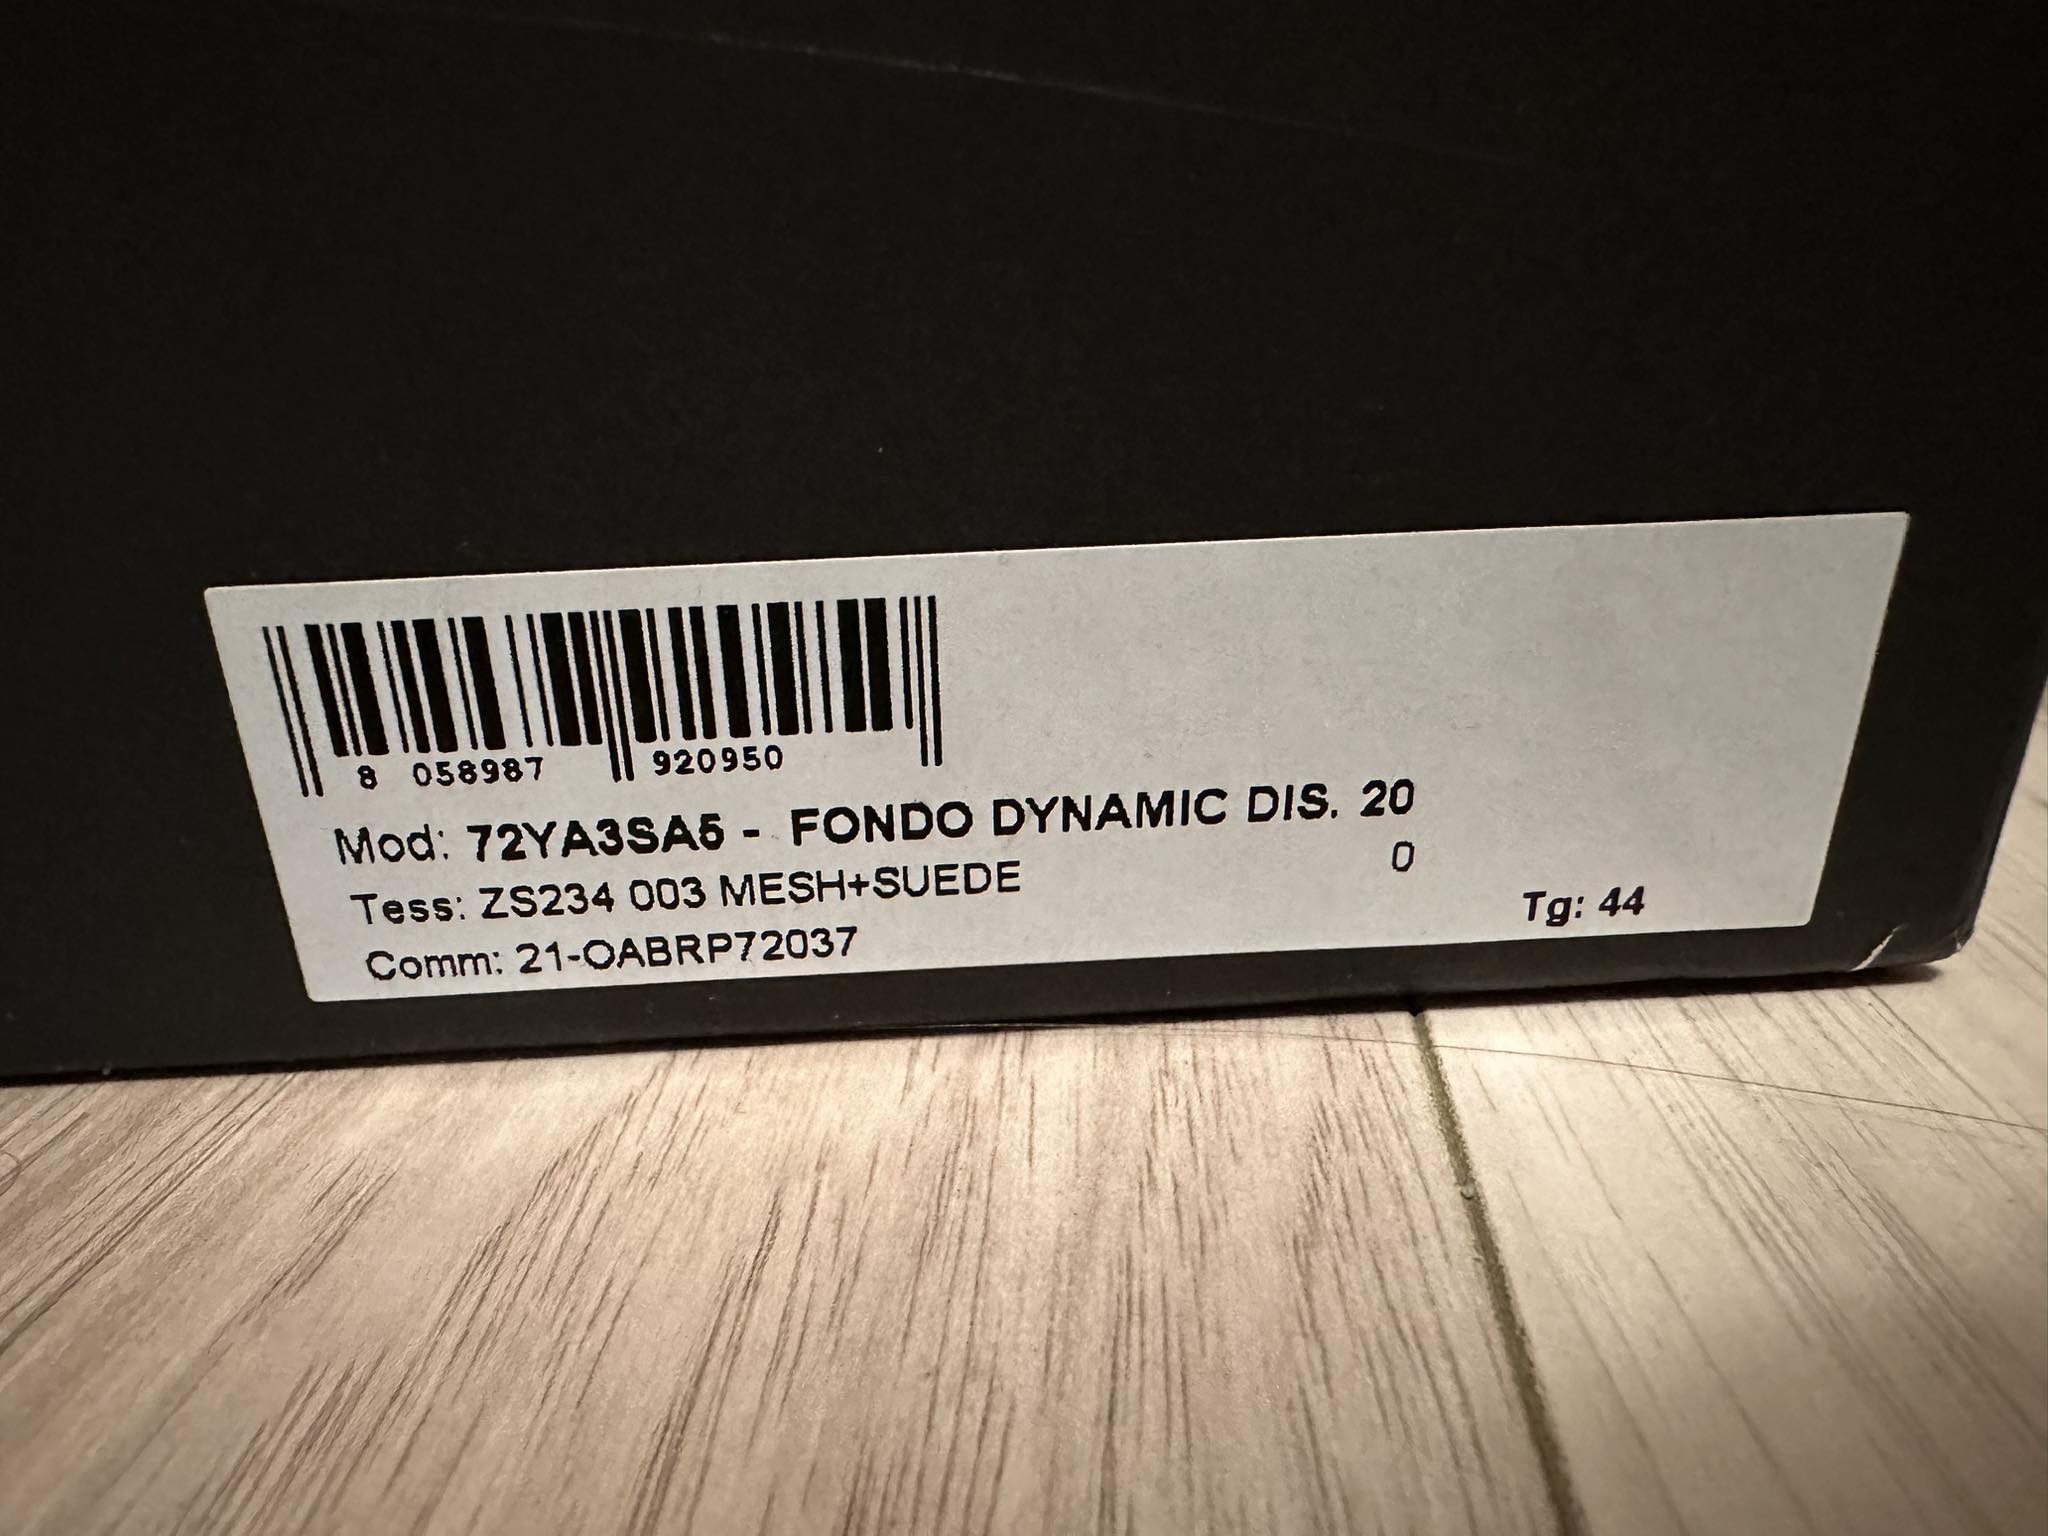 8 058987 920950
Mod: 72YA3SA5 - FONDO DYNAMIC DIS. 20
0
Tess: ZS234 003 MESH+SUEDE
Tg: 44
Comm: 21-OABRP72037